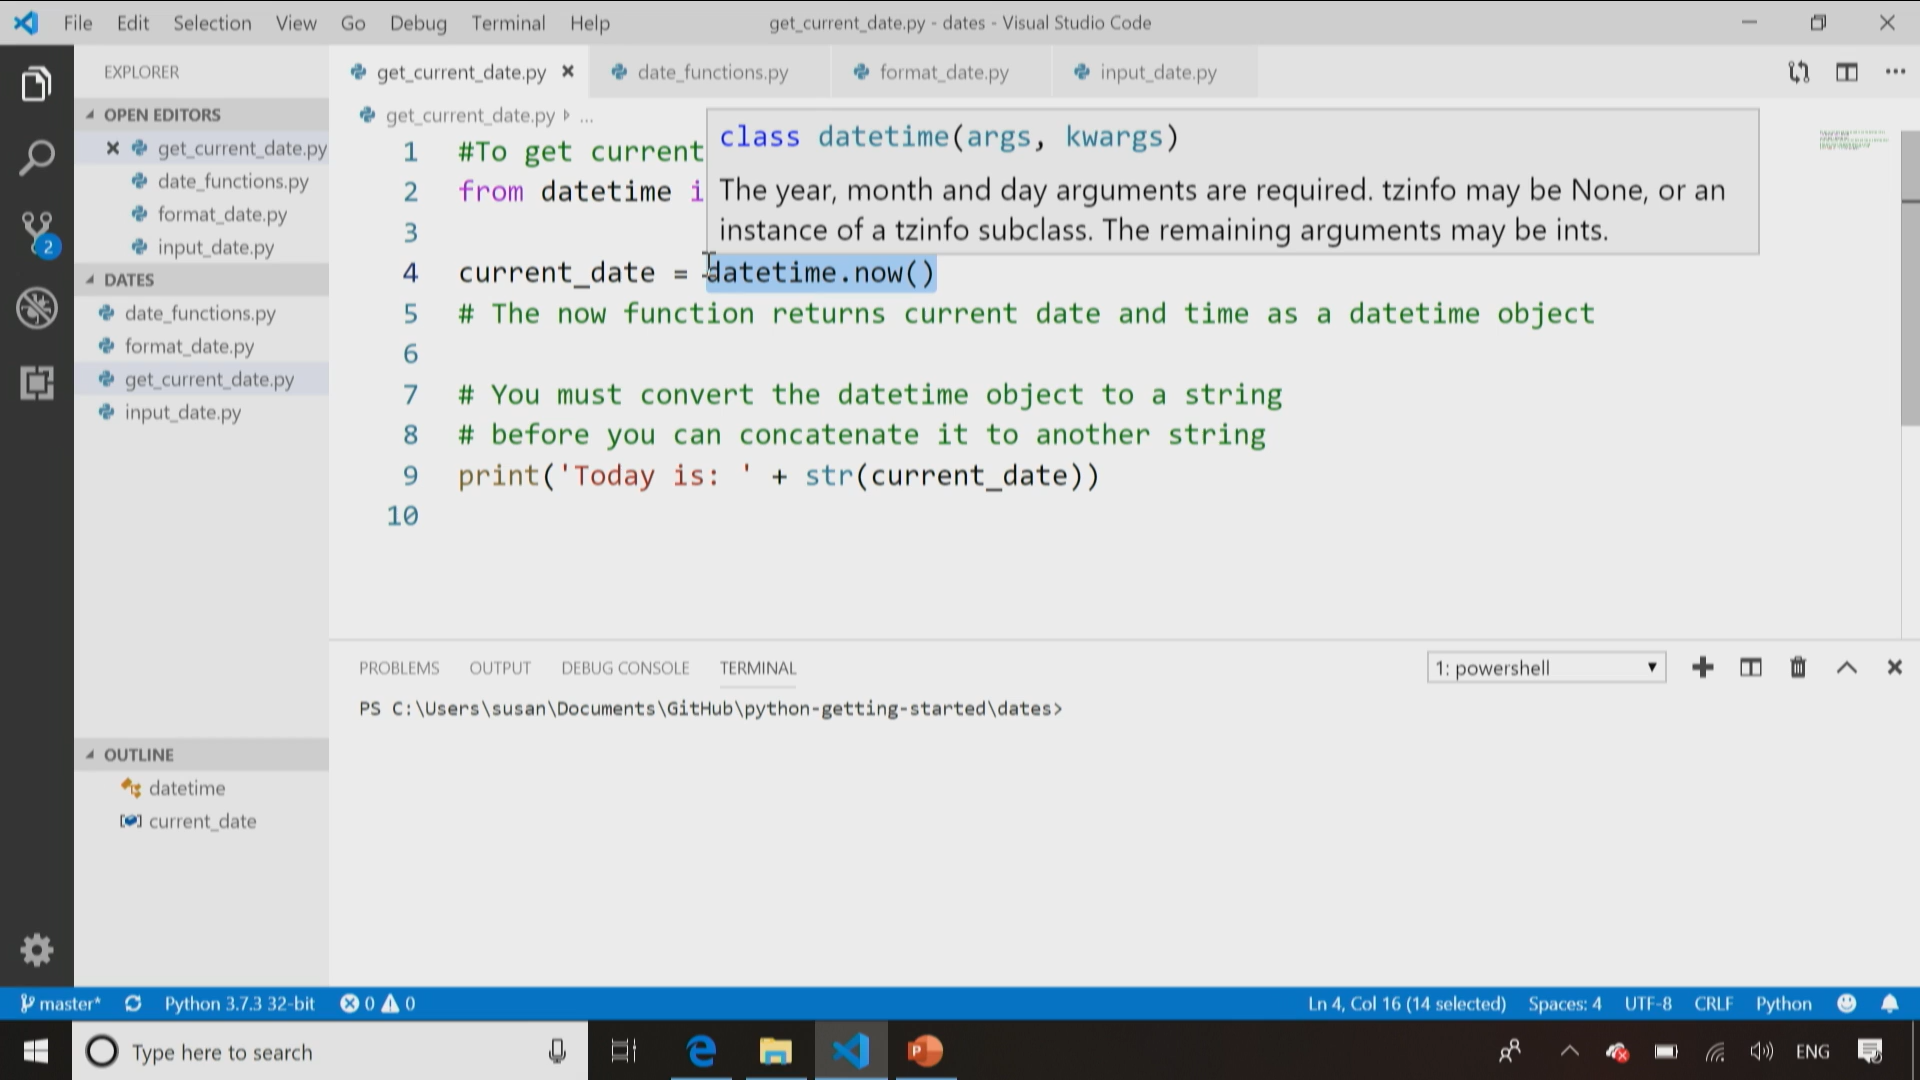 File Edit Selection View Go Debug Terminal Help get_current_date.py - dates - Visual Studio Code
EXPLORER
get_current_date.py date_functions.py format_date.py input_date.py
OPEN EDITORS
get_current_date.py
date_functions.py
format_date.py
input_date.py
DATES
date_functions.py
format_date.py
get_current_date.py
input_date.py
OUTLINE
datetime
current_date
2
get_current_date.py ...
class datetime(args, kwargs)
The year, month and day arguments are required. tzinfo may be None, or an
instance of a tzinfo subclass. The remaining arguments may be ints.
1 #To get current
2 from datetime i
3
4 current_date = datetime.now()
5 # The now function returns current date and time as a datetime object
6
7 # You must convert the datetime object to a string
8 # before you can concatenate it to another string
9 print('Today is: ' + str(current_date))
10
PROBLEMS OUTPUT DEBUG CONSOLE TERMINAL 1: powershell
PS C:\Users\susan\Documents\GitHub\python-getting-started\dates>
master* Python 3.7.3 32-bit 0 0 Ln 4, Col 16 (14 selected) Spaces: 4 UTF-8 CRLF Python
Type here to search P ENG